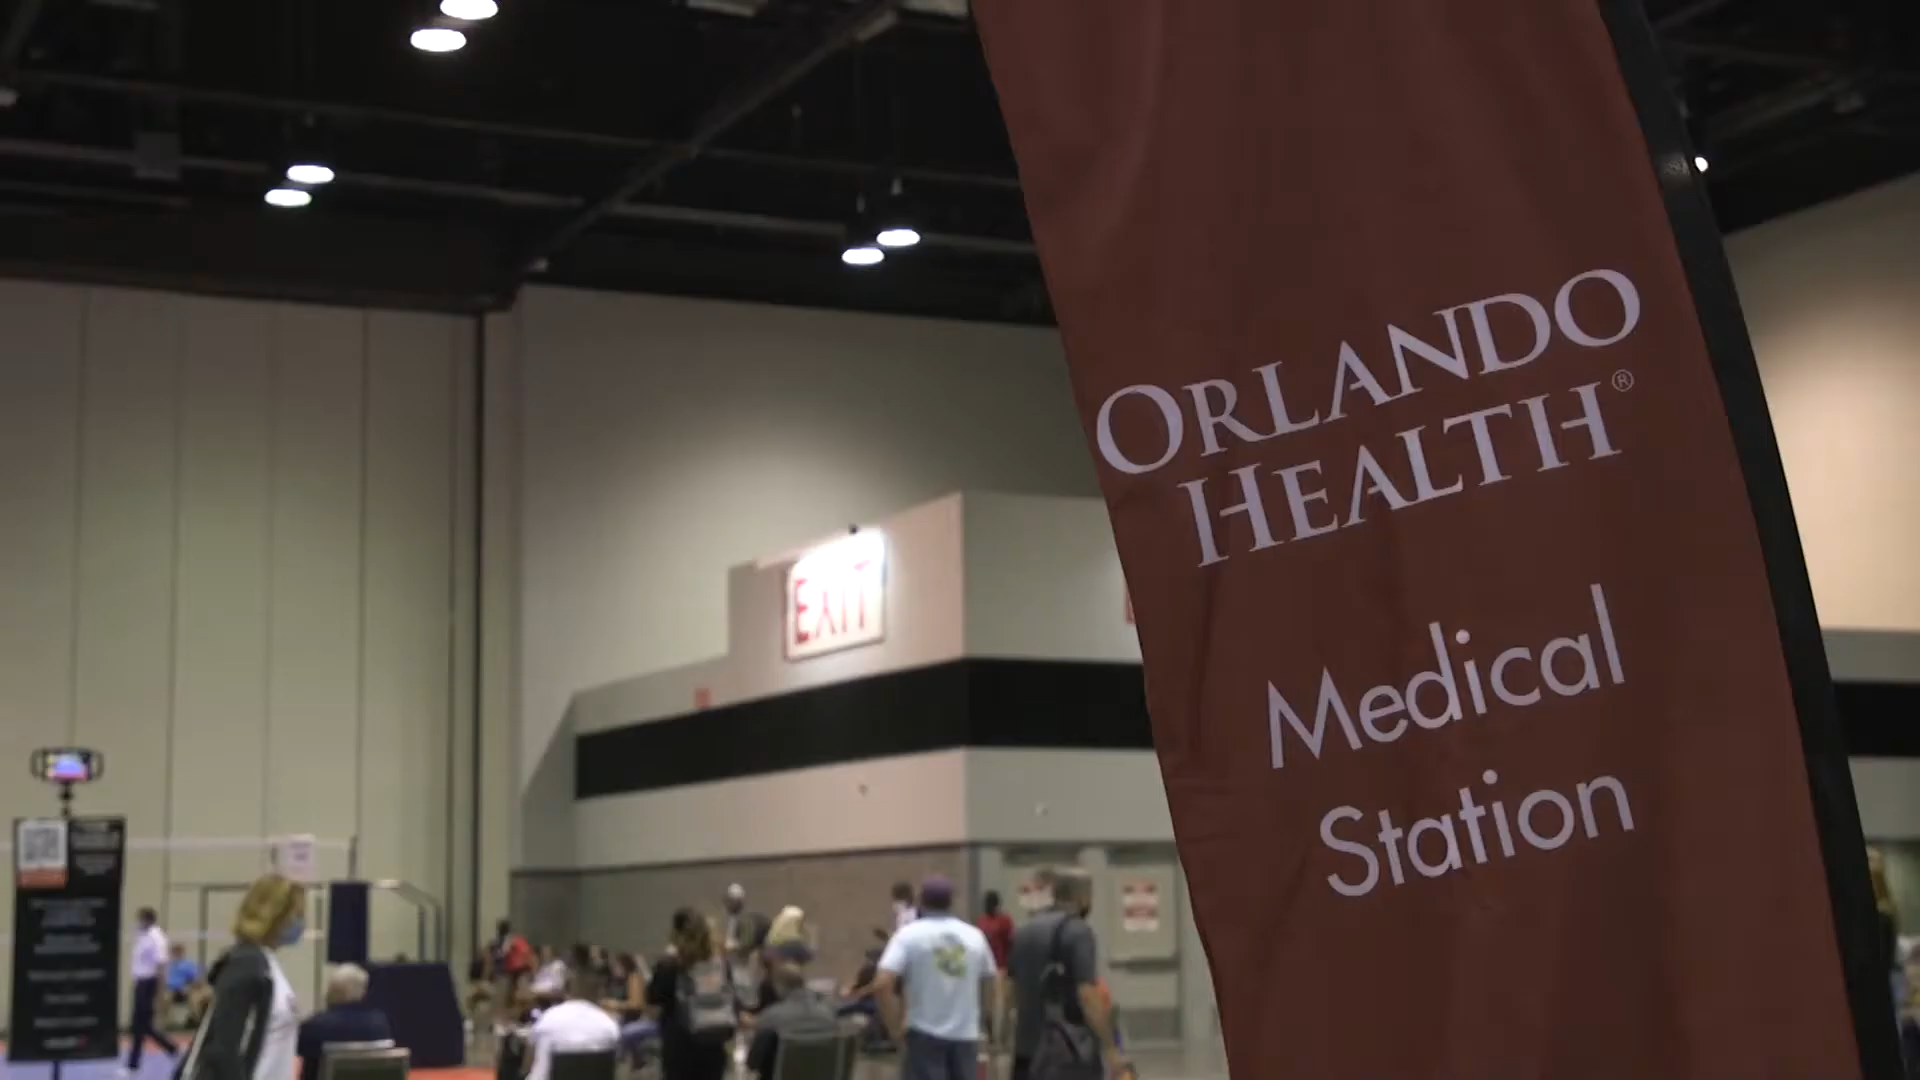 ORLANDO
HEALTH®
Medical
Station
EXIT